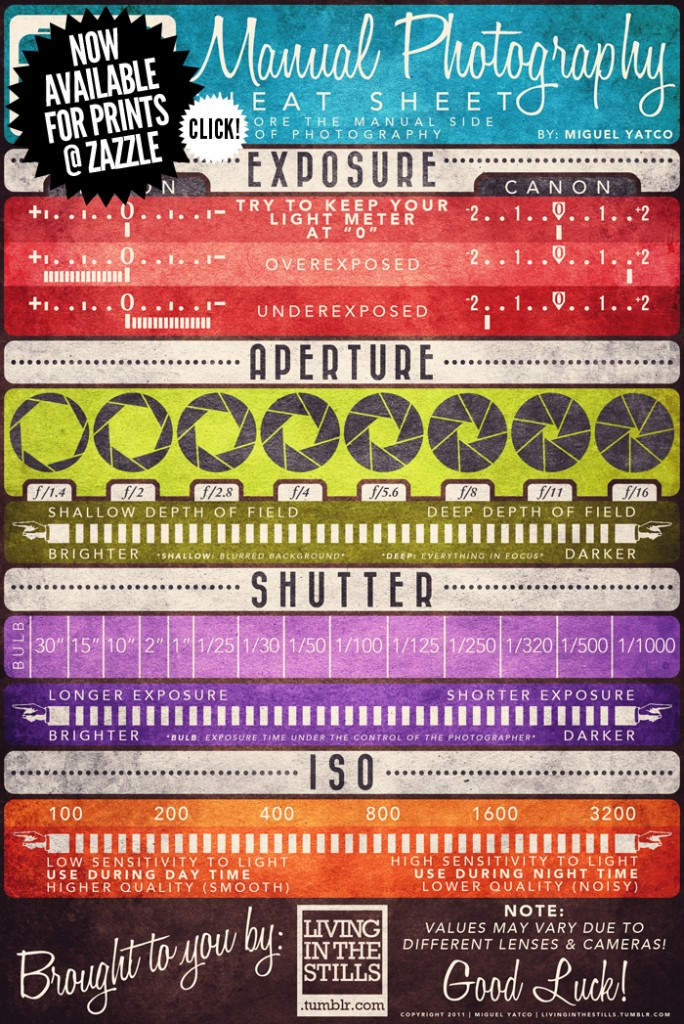 NOW
AVAILABLE
FOR PRINTS
@ ZAZZLE
CLICK!
Manual Photography
EAT SHEET
ORE THE MANUAL SIDE
OF PHOTOGRAPHY
BY: MIGUEL YATCO
EXPOSURE
ON
CANON
+ 0 -
TRY TO KEEP YOUR
LIGHT METER
AT "0"
-2..1..0..1..+2
+ 0 -
OVEREXPOSED
-2..1..0..1..+2
+ 0 -
UNDEREXPOSED
-2..1..0..1..+2
APERTURE
f/1.4 f/2 f/2.8 f/4 f/5.6 f/8 f/11 f/16
SHALLOW DEPTH OF FIELD DEEP DEPTH OF FIELD
BRIGHTER *SHALLOW: BLURRED BACKGROUND* *DEEP: EVERYTHING IN FOCUS* DARKER
SHUTTER
BULB 30" 15" 10" 2" 1" 1/25 1/30 1/50 1/100 1/125 1/250 1/320 1/500 1/1000
LONGER EXPOSURE SHORTER EXPOSURE
BRIGHTER *BULB EXPOSURE TIME UNDER THE CONTROL OF THE PHOTOGRAPHER* DARKER
ISO
100 200 400 800 1600 3200
LOW SENSITIVITY TO LIGHT
USE DURING DAY TIME
HIGHER QUALITY (SMOOTH)
HIGH SENSITIVITY TO LIGHT
USE DURING NIGHT TIME
LOWER QUALITY (NOISY)
Brought to you by:
LIVING
IN THE
STILLS
.tumblr.com
NOTE:
VALUES MAY VARY DUE TO
DIFFERENT LENSES & CAMERAS!
Good Luck!
COPYRIGHT 2011 | MIGUEL YATCO | LIVINGINTHESTILLS.TUMBLR.COM